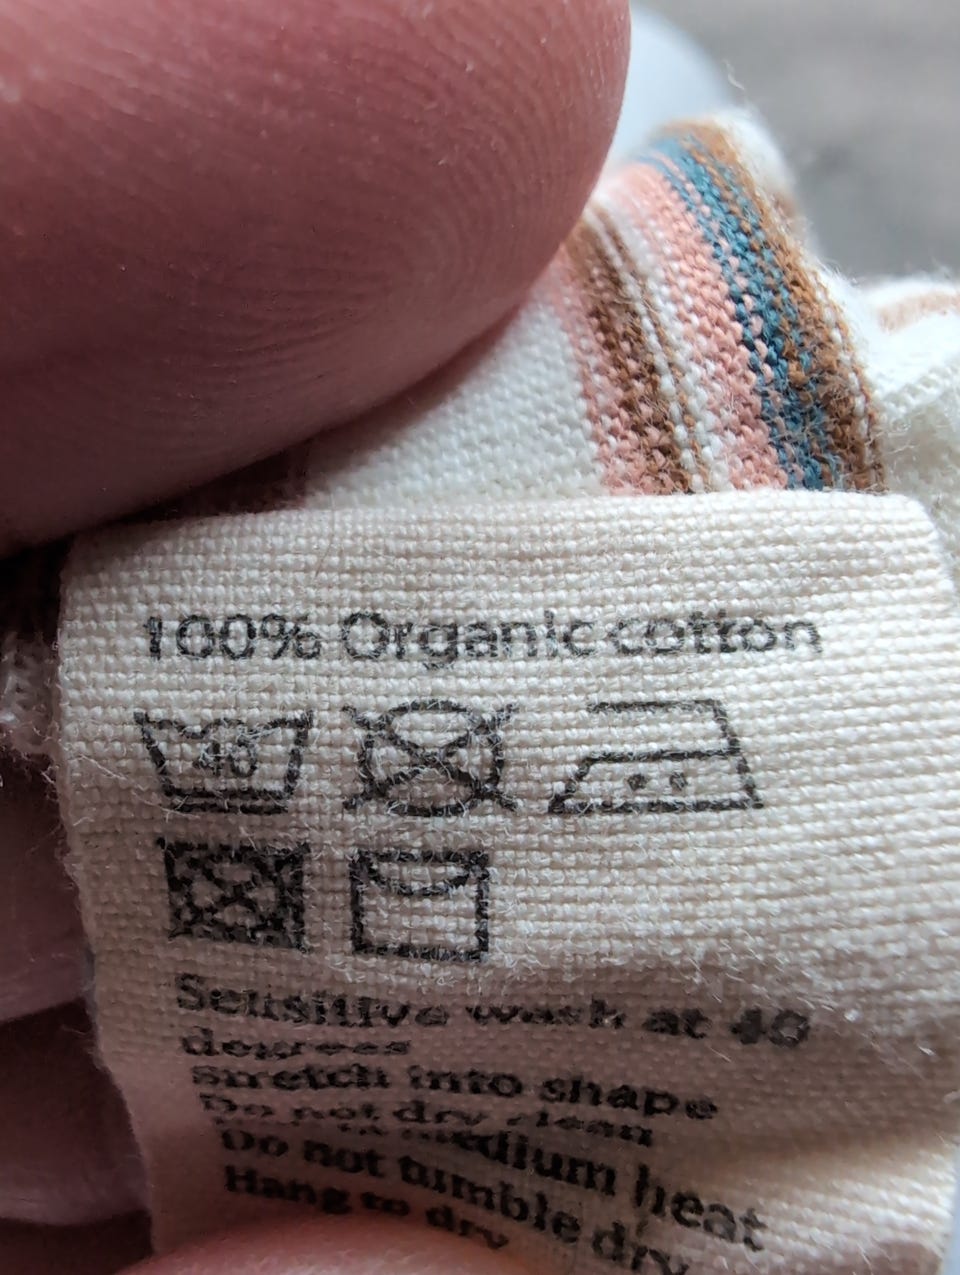 100% Organic cotton
40
Sensitive wash at 40
degrees
Stretch into shape
Do not dry clean
medium heat
Do not tumble dry
Hang to dry